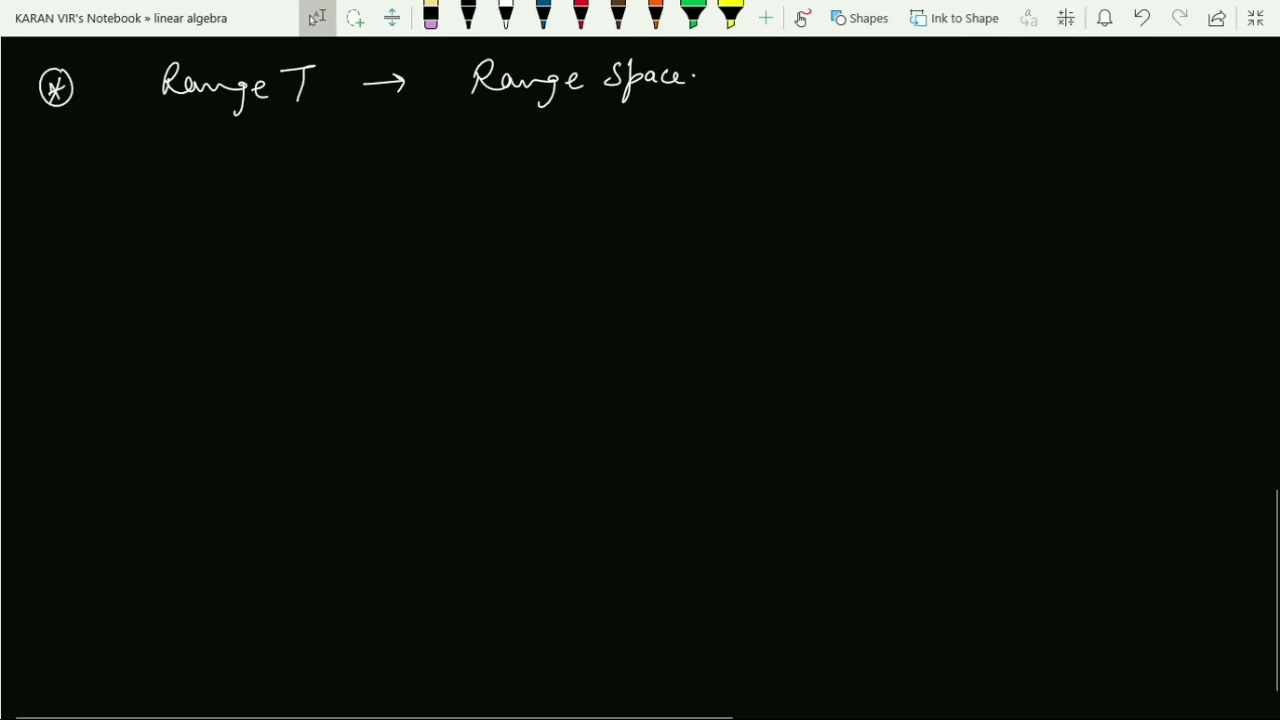 KARAN VIR's Notebook » linear algebra
Shapes
Ink to Shape
Range T → Range Space.